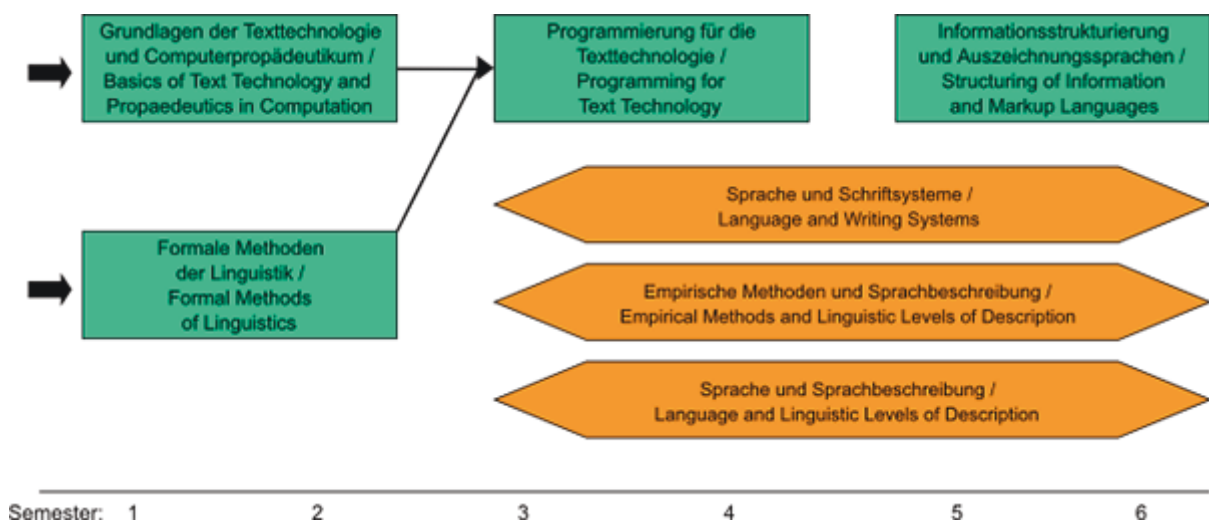 Grundlagen der Texttechnologie
und Computerpropädeutikum /
Basics of Text Technology and
Propaedeutics in Computation
Programmierung für die
Texttechnologie /
Programming for
Text Technology
Informationsstrukturierung
und Auszeichnungssprachen /
Structuring of Information
and Markup Languages
Sprache und Schriftsysteme /
Language and Writing Systems
Formale Methoden
der Linguistik /
Formal Methods
of Linguistics
Empirische Methoden und Sprachbeschreibung /
Empirical Methods and Linguistic Levels of Description
Sprache und Sprachbeschreibung /
Language and Linguistic Levels of Description
Semester: 1 2 3 4 5 6